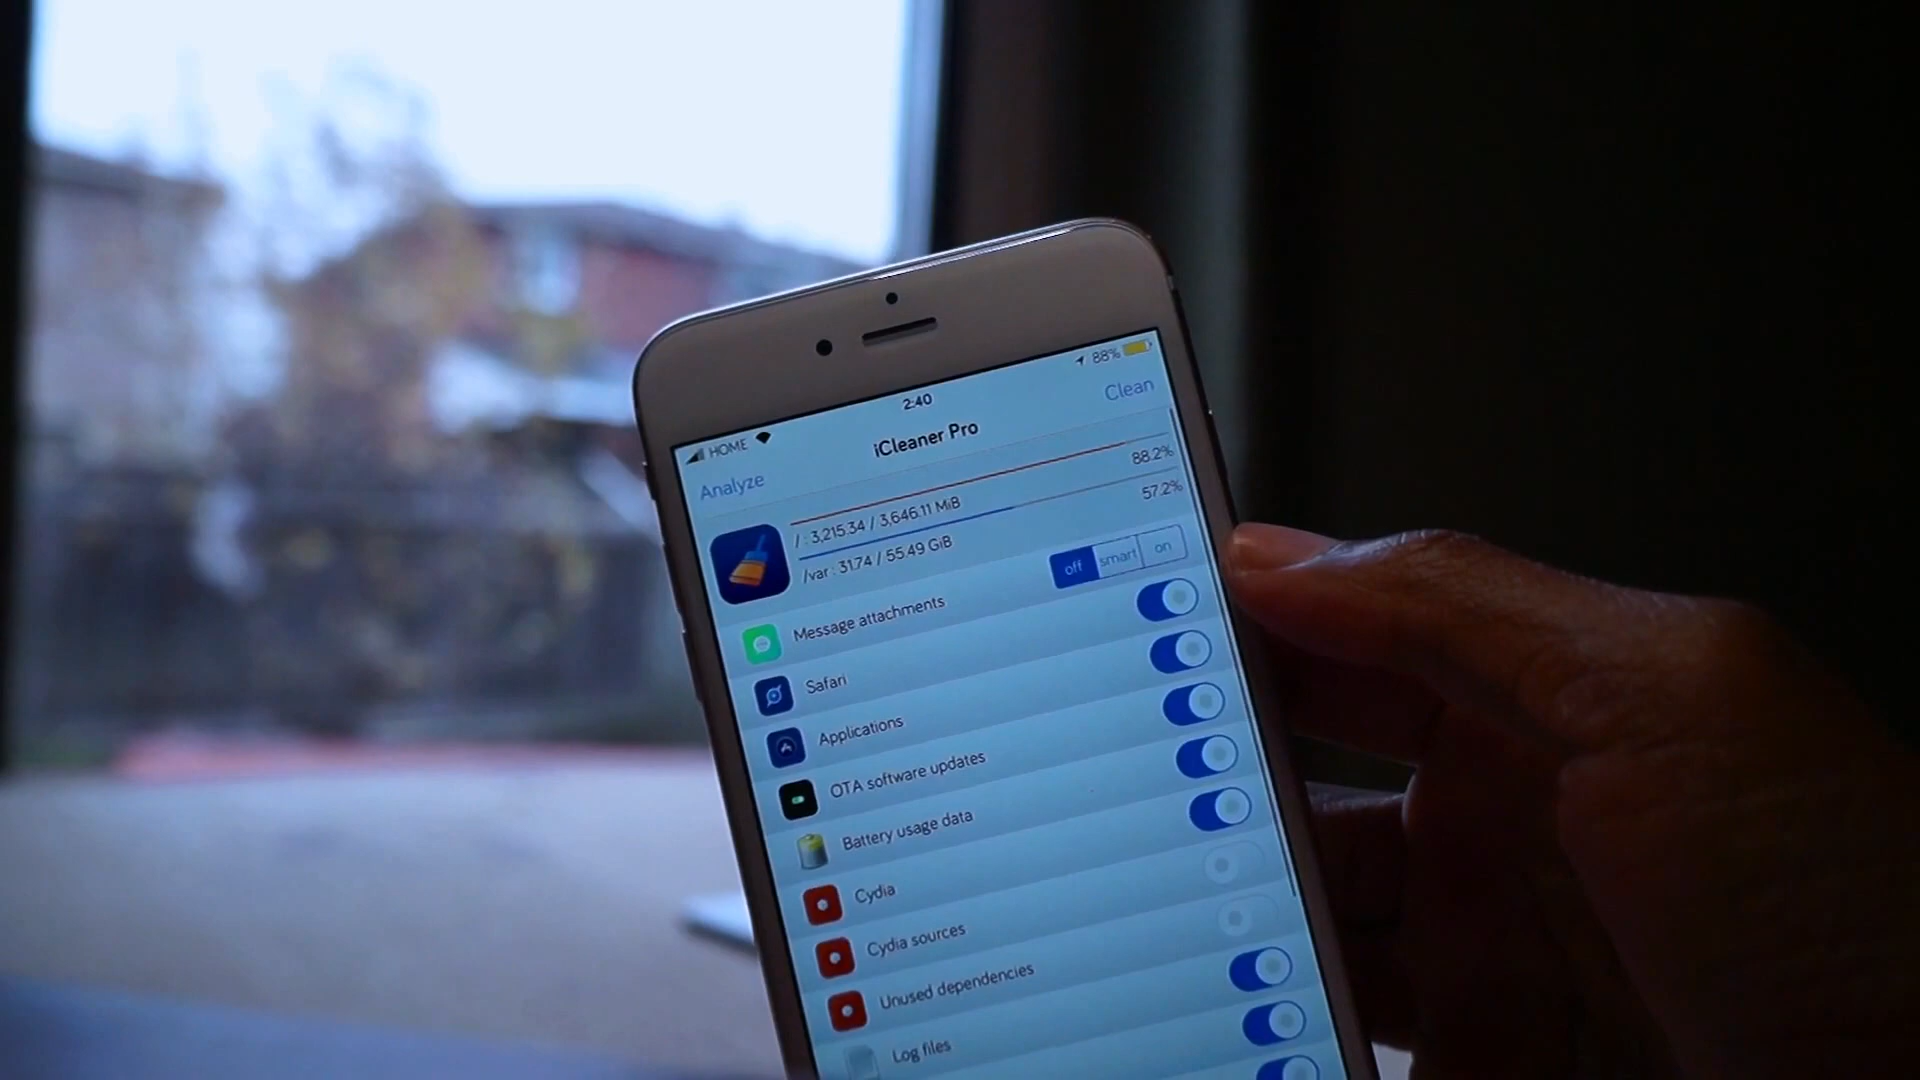 HOME
2:40
88%
Analyze
iCleaner Pro
Clean
/ : 3,215.34 / 3,646.11 MiB
88.2%
/var : 31.74 / 55.49 GiB
57.2%
Message attachments
off smart on
Safari
Applications
OTA software updates
Battery usage data
Cydia
Cydia sources
Unused dependencies
Log files